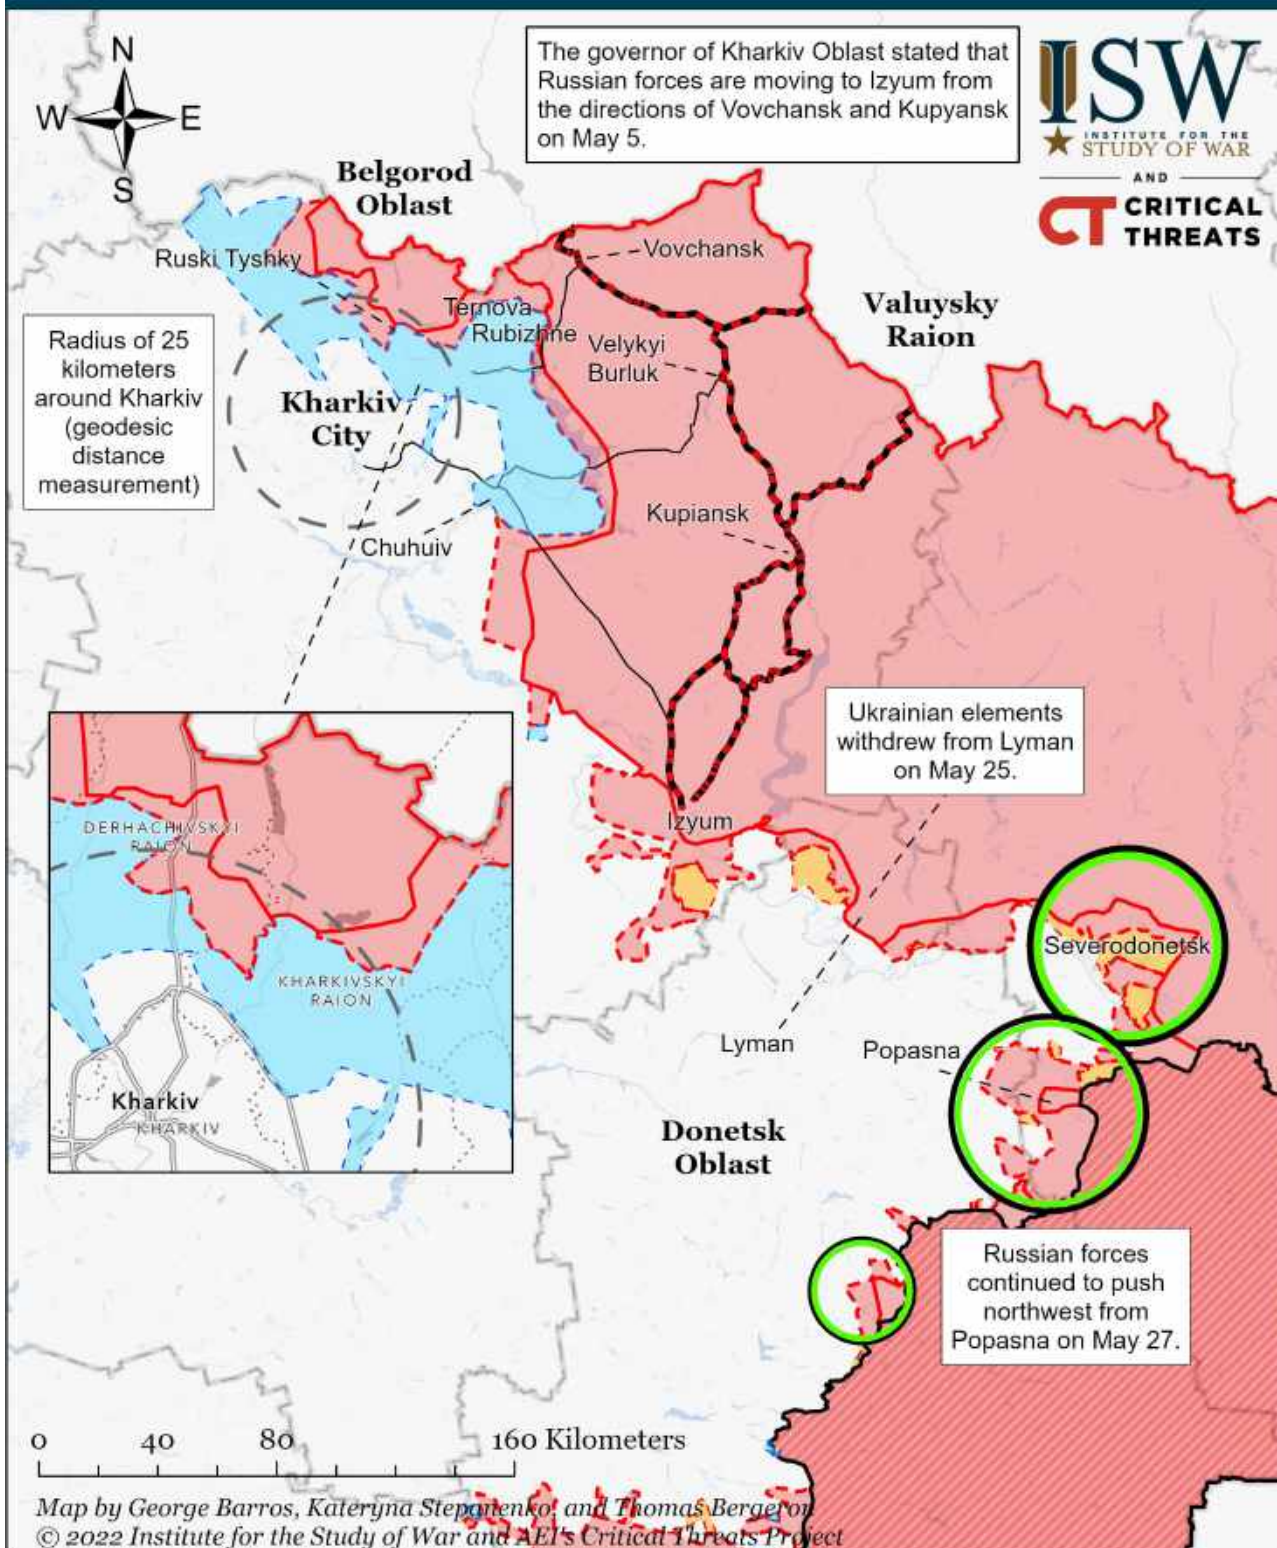 N
W E
S
The governor of Kharkiv Oblast stated that
Russian forces are moving to Izyum from
the directions of Vovchansk and Kupyansk
on May 5.
ISW
INSTITUTE FOR THE
STUDY OF WAR
AND
CT CRITICAL
THREATS
Belgorod
Oblast
Ruski Tyshky
Vovchansk
Ternova
Rubizhne
Valuysky
Raion
Velykyi
Burluk
Radius of 25
kilometers
around Kharkiv
(geodesic
distance
measurement)
Kharkiv
City
Kupiansk
Chuhuiv
Ukrainian elements
withdrew from Lyman
on May 25.
Izyum
DERHACHIVSKYI
RAION
KHARKIVSKYI
RAION
Kharkiv
KHARKIV
Severodonetsk
Lyman
Popasna
Donetsk
Oblast
Russian forces
continued to push
northwest from
Popasna on May 27.
0 40 80 160 Kilometers
Map by George Barros, Kateryna Stepanenko, and Thomas Bergeron
© 2022 Institute for the Study of War and AEI's Critical Threats Project